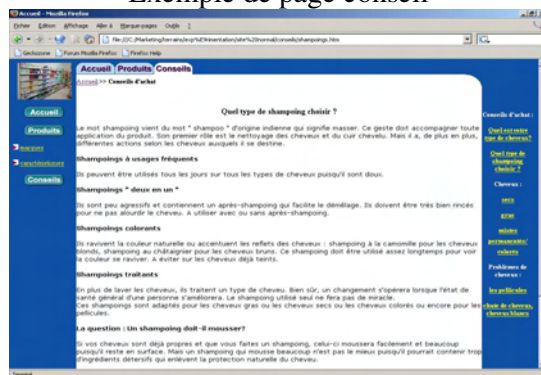 Exemple de page conseil
Accueil - Mozilla Firefox
Fichier Edition Affichage Aller à Marque-pages Outils ?
Gecko zone Forum Mozilla Firefox Firefox Help
Accueil Produits Conseils
Accueil >> Conseils d'achat
Accueil
Produits
marques
caractéristiques
Conseils
Quel type de shampoing choisir ?
Le mot shampoing vient du mot " shampoo " d'origine indienne qui signifie masser. Ce geste doit accompagner toute
application du produit. Son premier rôle est le nettoyage des cheveux et du cuir chevelu. Mais il a, de plus en plus,
différentes actions selon les cheveux auxquels il se destine.
Shampoings à usages fréquents
Ils peuvent être utilisés tous les jours sur tous les types de cheveux puisqu'il sont doux.
Shampoings " deux en un "
Ils sont peu agressifs et contiennent un après-shampoing qui facilite le démêlage. Ils doivent être très bien rincés
pour ne pas alourdir le cheveu. A utiliser avec ou sans après-shampoing.
Shampoings colorants
Ils ravivent la couleur naturelle ou accentuent les reflets des cheveux : shampoing à la camomille pour les cheveux
blonds, shampoing au châtaignier pour les cheveux bruns. Ce shampoing doit être utilisé assez longtemps pour voir
la couleur se raviver. A éviter sur les cheveux déjà teints.
Shampoings traitants
En plus de laver les cheveux, ils traitent un type de cheveu. Bien sûr, un changement s'opérera lorsque l'état de
santé général d'une personne s'améliorera. Le shampoing utilisé seul ne fera pas de miracle.
Ces shampoings sont adaptés pour les cheveux gras ou les cheveux secs ou les cheveux colorés ou encore pour les
pellicules.
La question : Un shampoing doit-il mousser?
Si vos cheveux sont déjà propres et que vous faites un shampoing, celui-ci moussera facilement et beaucoup
puisqu'il reste en surface. Mais un shampoing qui mousse beaucoup n'est pas le mieux puisqu'il pourrait contenir trop
d'ingrédients détersifs qui enlèvent la protection naturelle du cheveu.
Conseils d'achat :
Quel est votre
type de cheveux?
Quel type de
shampoing
choisir ?
Cheveux :
secs
gras
mixtes
permanentés/
colorés
Problèmes de
cheveux :
les pellicules
chute de cheveux,
cheveux blancs
Terminé